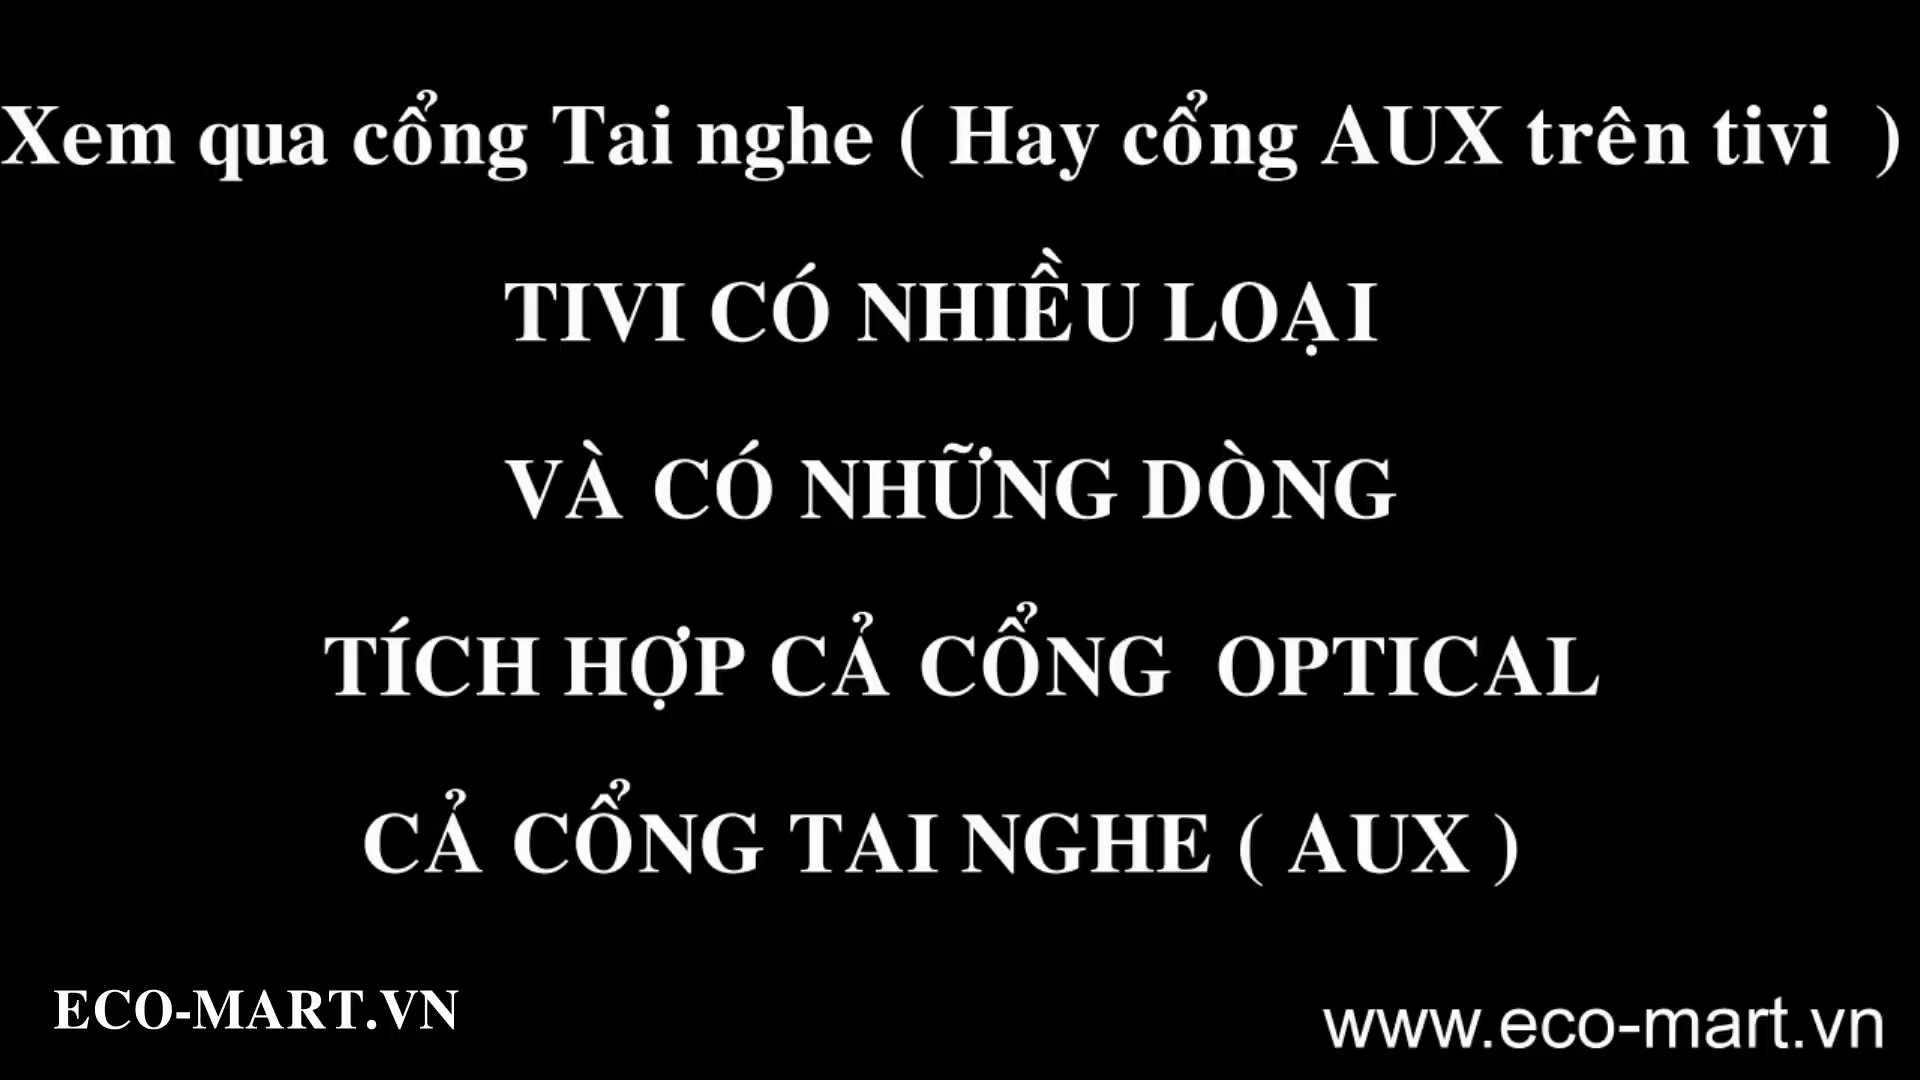 Xem qua cổng Tai nghe ( Hay cổng AUX trên tivi )
TIVI CÓ NHIỀU LOẠI
VÀ CÓ NHỮNG DÒNG
TÍCH HỢP CẢ CỔNG OPTICAL
CẢ CỔNG TAI NGHE ( AUX )
ECO-MART.VN
www.eco-mart.vn